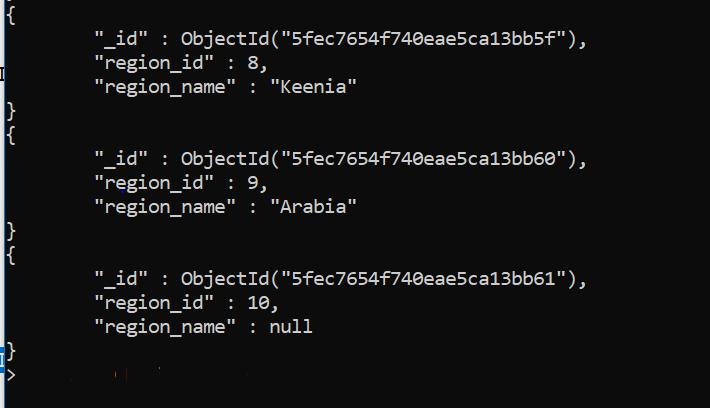 {
"_id" : ObjectId("5fec7654f740eae5ca13bb5f"),
"region_id" : 8,
"region_name" : "Keenia"
}
{
"_id" : ObjectId("5fec7654f740eae5ca13bb60"),
"region_id" : 9,
"region_name" : "Arabia"
}
{
"_id" : ObjectId("5fec7654f740eae5ca13bb61"),
"region_id" : 10,
"region_name" : null
}
>